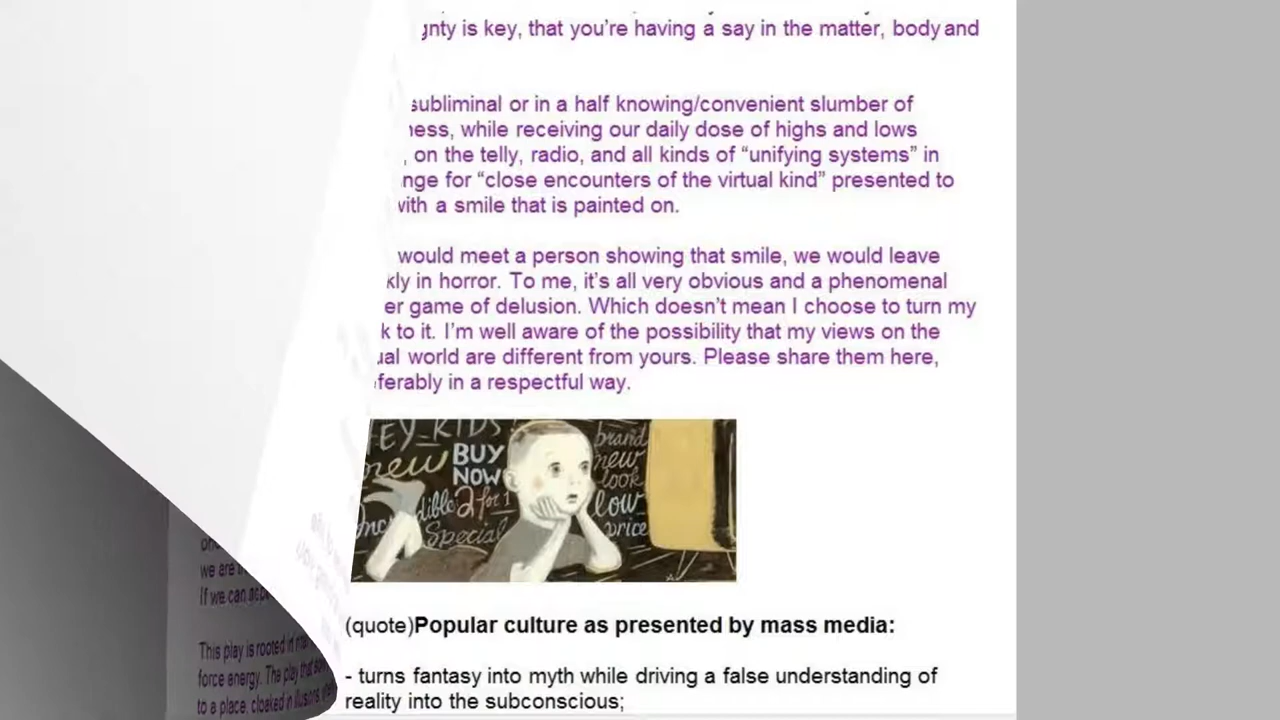 is key, that you're having a say in the matter, body and
subliminal or in a half knowing/convenient slumber of
while receiving our daily dose of highs and lows
, on the telly, radio, and all kinds of “unifying systems” in
for “close encounters of the virtual kind” presented to
with a smile that is painted on.
would meet a person showing that smile, we would leave
in horror. To me, it's all very obvious and a phenomenal
game of delusion. Which doesn't mean I choose to turn my
to it. I'm well aware of the possibility that my views on the
world are different from yours. Please share them here,
in a respectful way.
KIDS
new BUY NOW
2 for 1
Special
brand
new
look
low
price
(quote)Popular culture as presented by mass media:
- turns fantasy into myth while driving a false understanding of
reality into the subconscious;
we are
If we can
This play is rooted in
force energy. The play that
to a place, cloaked in illusions,